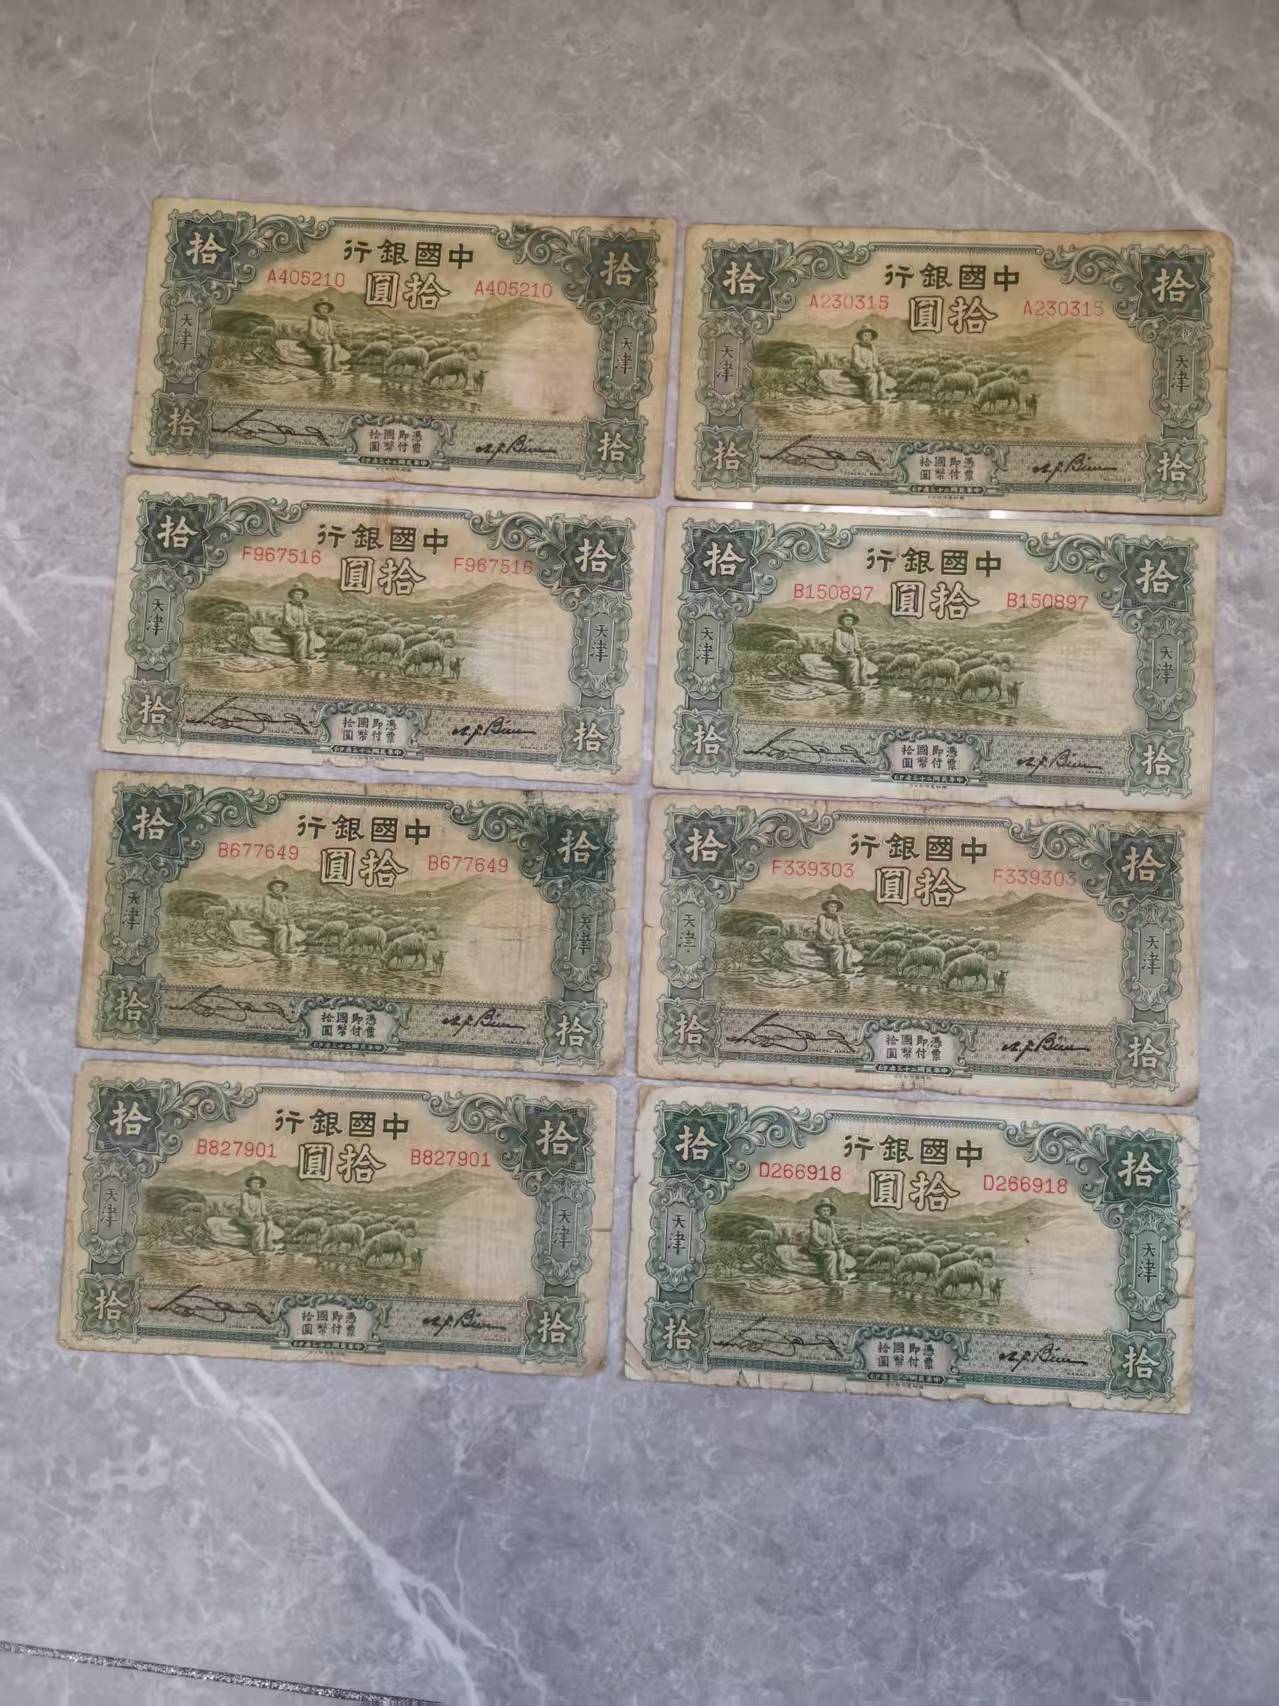 拾 中國銀行 拾
A405210 拾圓 A405210
天津 天津
拾 憑票即付國幣拾圓 拾
拾 中國銀行 拾
A230315 拾圓 A230315
天津 天津
拾 憑票即付國幣拾圓 拾
拾 中國銀行 拾
F967516 拾圓 F967516
天津 天津
拾 憑票即付國幣拾圓 拾
拾 中國銀行 拾
B150897 拾圓 B150897
天津 天津
拾 憑票即付國幣拾圓 拾
拾 中國銀行 拾
B677649 拾圓 B677649
天津 天津
拾 憑票即付國幣拾圓 拾
拾 中國銀行 拾
F339303 拾圓 F339303
天津 天津
拾 憑票即付國幣拾圓 拾
拾 中國銀行 拾
B827901 拾圓 B827901
天津 天津
拾 憑票即付國幣拾圓 拾
拾 中國銀行 拾
D266918 拾圓 D266918
天津 天津
拾 憑票即付國幣拾圓 拾